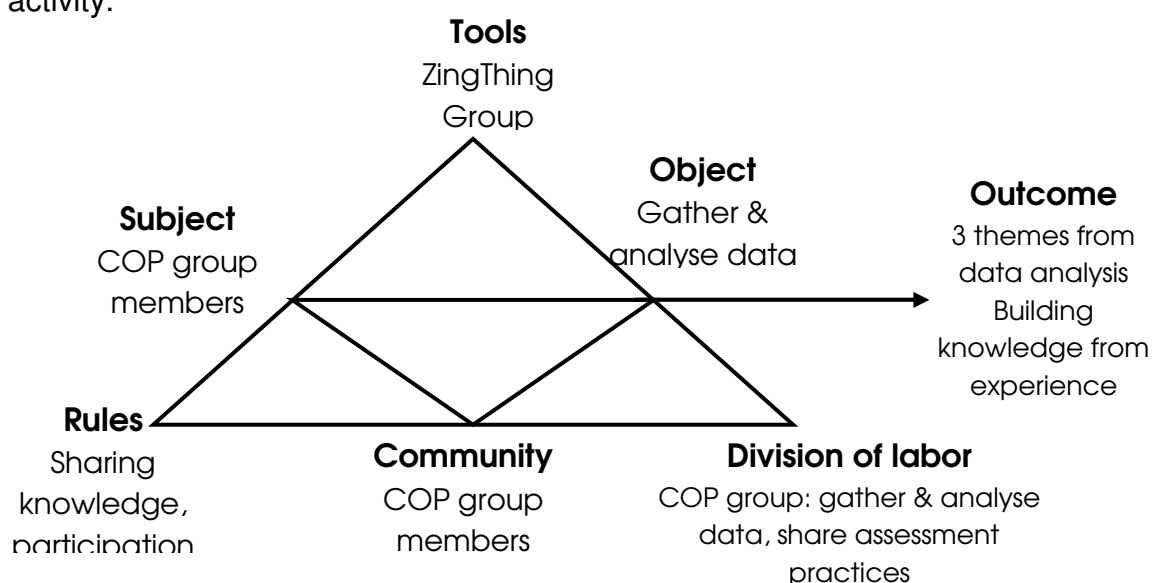 activity.
Tools
ZingThing
Group
Object
Gather &
analyse data
Subject
COP group
members
Outcome
3 themes from
data analysis
Building
knowledge from
experience
Rules
Sharing
knowledge,
participation
Community
COP group
members
Division of labor
COP group: gather & analyse
data, share assessment
practices